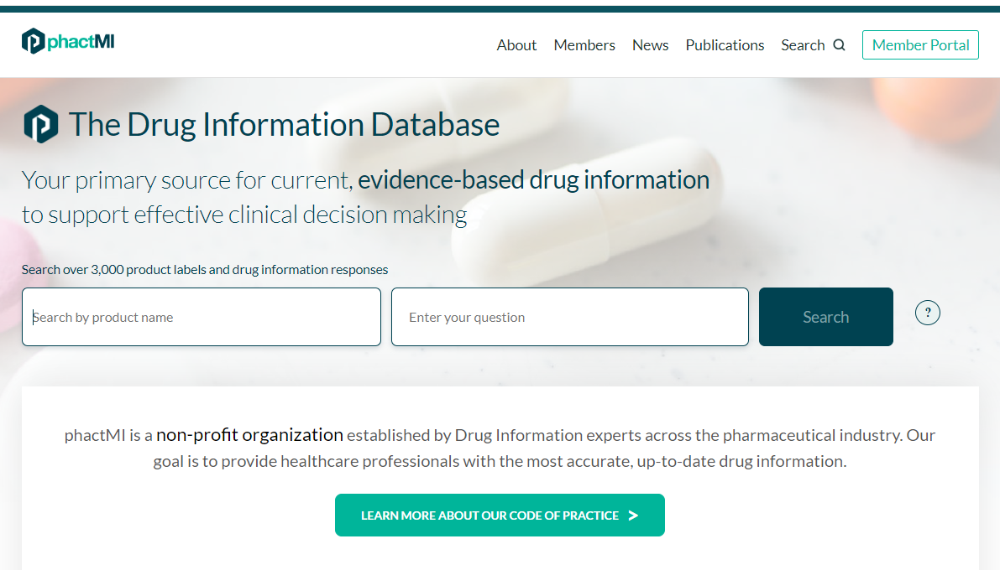 phactMI
About Members News Publications Search Member Portal
The Drug Information Database
Your primary source for current, evidence-based drug information
to support effective clinical decision making
Search over 3,000 product labels and drug information responses
Search by product name Enter your question Search ?
phactMI is a non-profit organization established by Drug Information experts across the pharmaceutical industry. Our
goal is to provide healthcare professionals with the most accurate, up-to-date drug information.
LEARN MORE ABOUT OUR CODE OF PRACTICE >